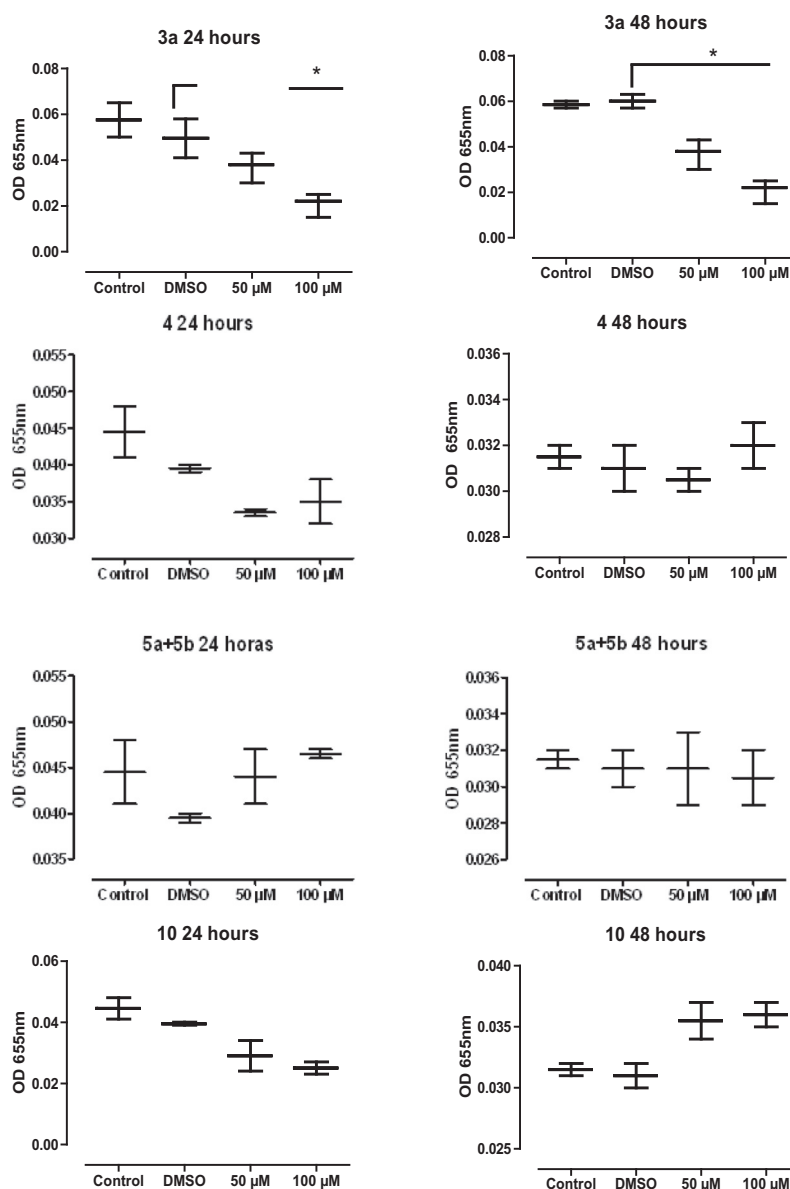 3a 24 hours
OD 655nm
0.08
0.06
0.04
0.02
0.00
*
Control DMSO 50 µM 100 µM
3a 48 hours
OD 655nm
0.08
0.06
0.04
0.02
0.00
*
Control DMSO 50 µM 100 µM
4 24 hours
OD 655nm
0.055
0.050
0.045
0.040
0.035
0.030
Control DMSO 50 µM 100 µM
4 48 hours
OD 655nm
0.036
0.034
0.032
0.030
0.028
Control DMSO 50 µM 100 µM
5a+5b 24 horas
OD 655nm
0.055
0.050
0.045
0.040
0.035
Control DMSO 50 µM 100 µM
5a+5b 48 hours
OD 655nm
0.036
0.034
0.032
0.030
0.028
0.026
Control DMSO 50 µM 100 µM
10 24 hours
OD 655nm
0.06
0.04
0.02
0.00
Control DMSO 50 µM 100 µM
10 48 hours
OD 655nm
0.040
0.035
0.030
0.025
Control DMSO 50 µM 100 µM